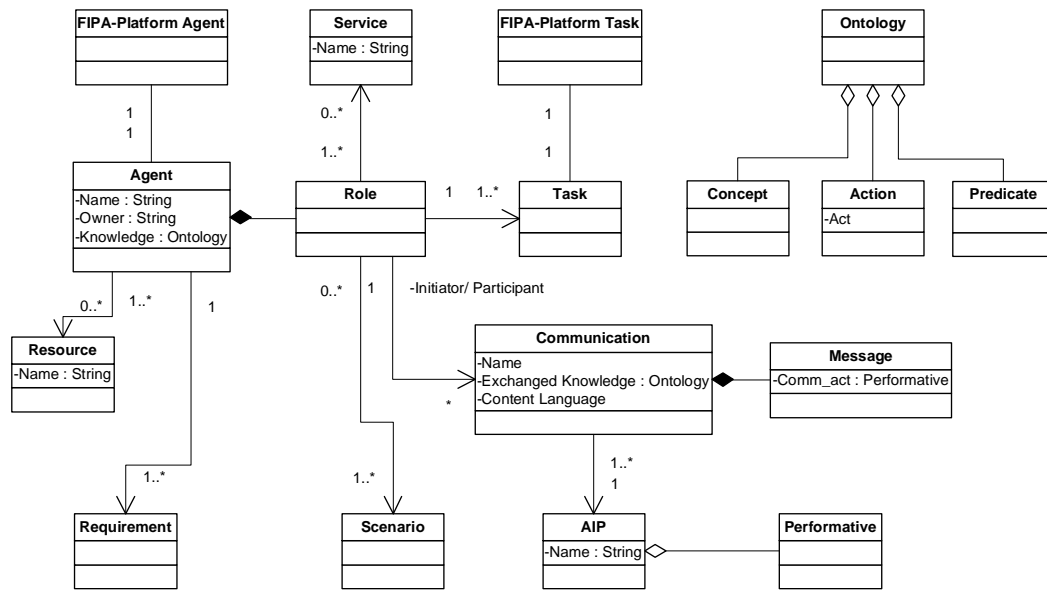 FIPA-Platform Agent
Service
-Name : String
FIPA-Platform Task
Ontology
1
1
0..*
1..*
1
1
Agent
-Name : String
-Owner : String
-Knowledge : Ontology
Role
1
1..*
Task
Concept
Action
-Act
Predicate
0..*
1..*
1
0..*
1
-Initiator/ Participant
Resource
-Name : String
Communication
-Name
-Exchanged Knowledge : Ontology
-Content Language
Message
-Comm_act : Performative
*
1..*
1..*
1..*
1
Requirement
Scenario
AIP
-Name : String
Performative